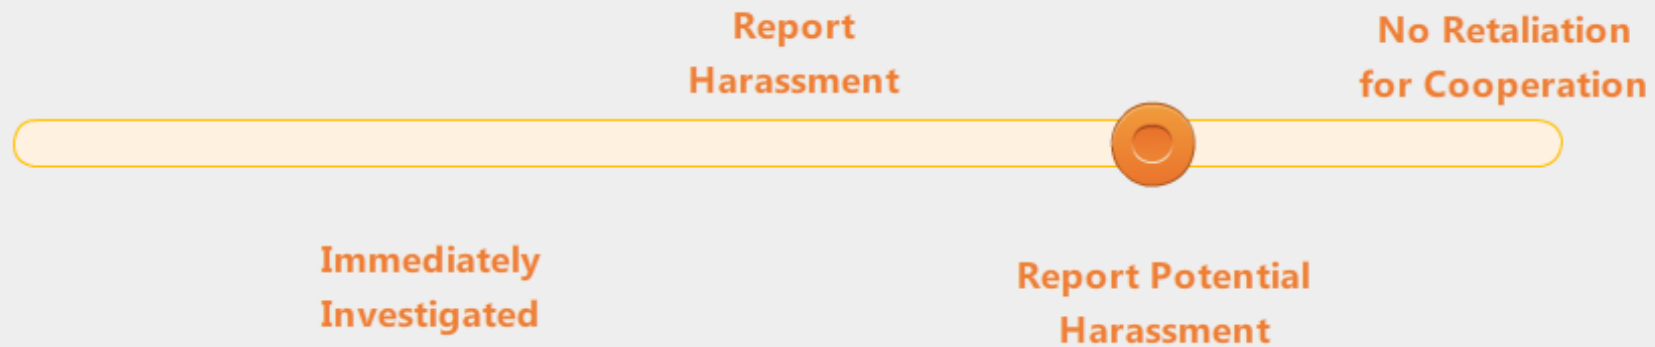 Report
Harassment
No Retaliation
for Cooperation
Immediately
Investigated
Report Potential
Harassment